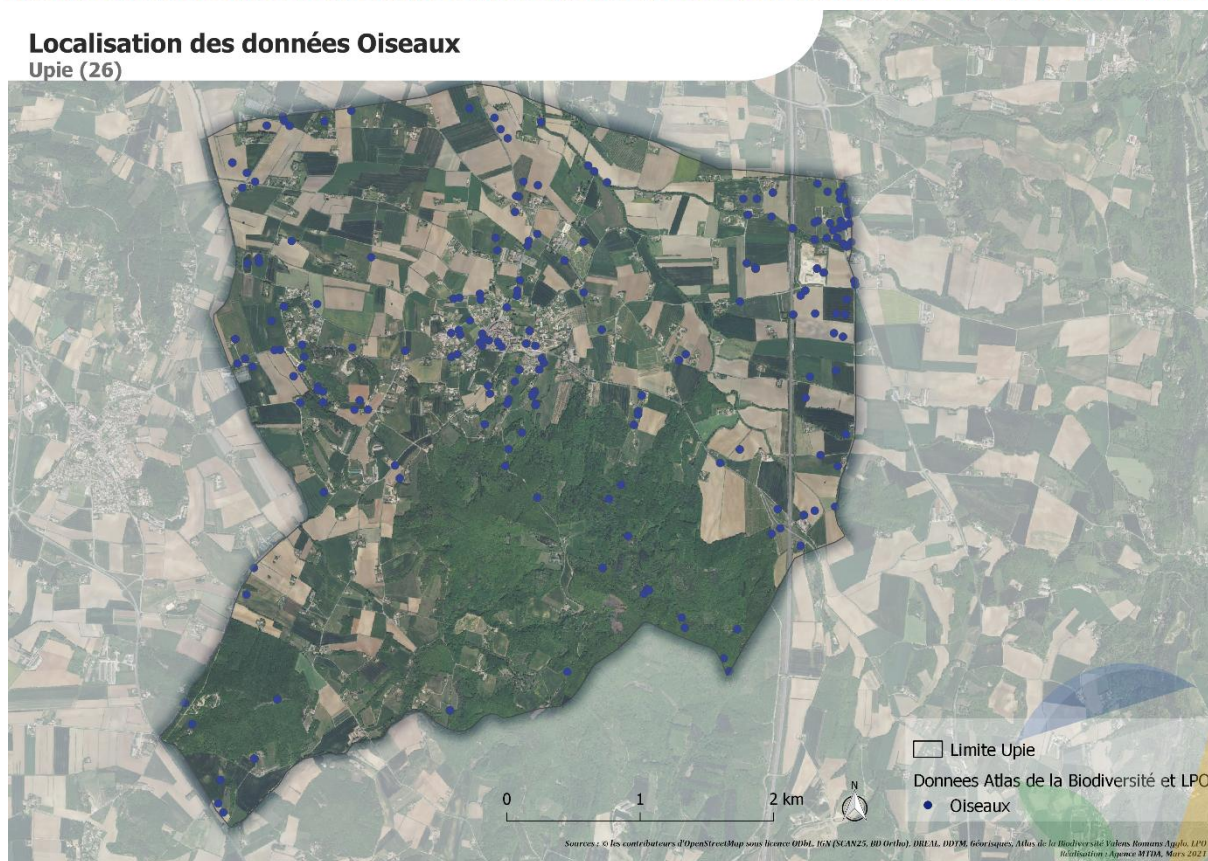 Localisation des données Oiseaux
Upie (26)
Limite Upie
Donnees Atlas de la Biodiversité et LPO
Oiseaux
0 1 2 km
N
Sources : © les contributeurs d'OpenStreetMap sous licence ODbL, IGN (SCAN25, BD Ortho), DREAL, DDTM, Géorisques, Atlas de la Biodiversité Valens Romans Agglo, LPO
Réalisation : Agence MTDA, Mars 2021